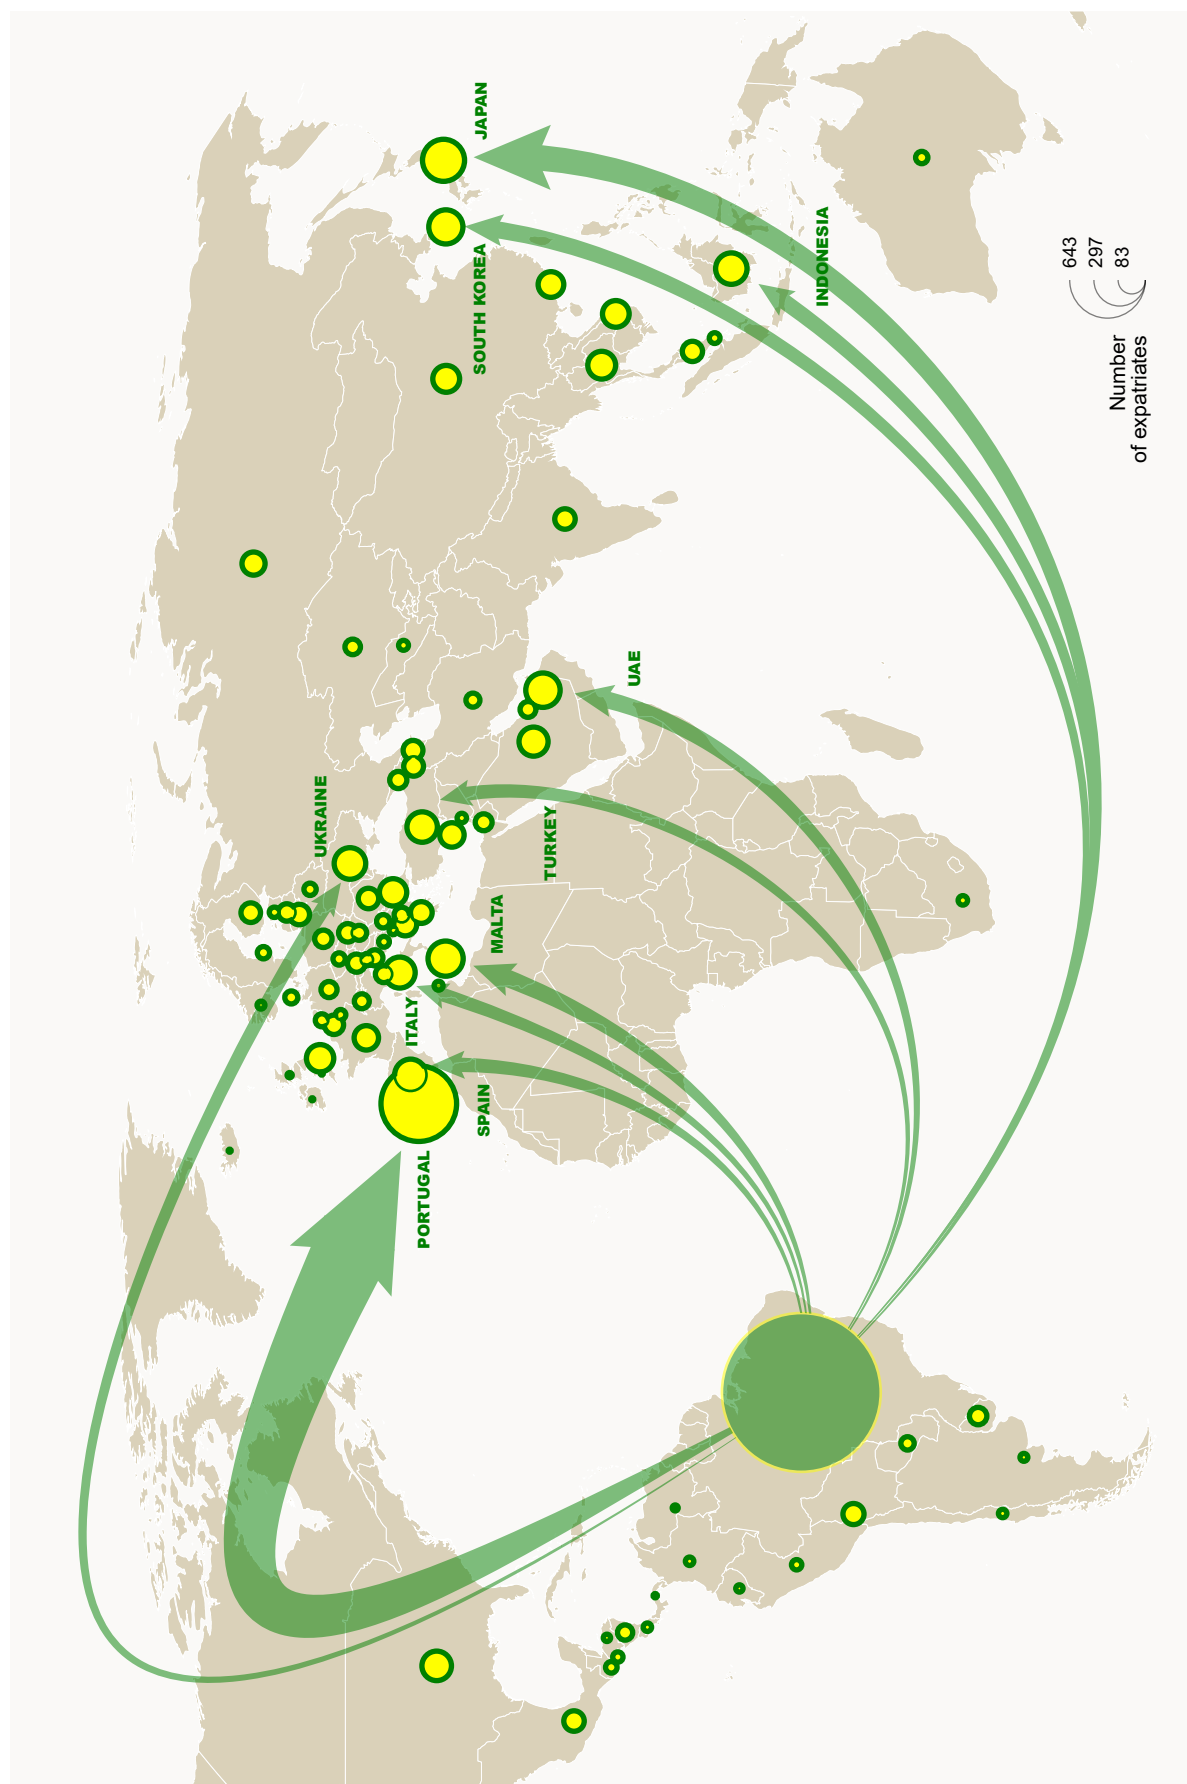 UKRAINE
ITALY
PORTUGAL
SPAIN
MALTA
TURKEY
UAE
SOUTH KOREA
JAPAN
INDONESIA
643
297
83
Number
of expatriates